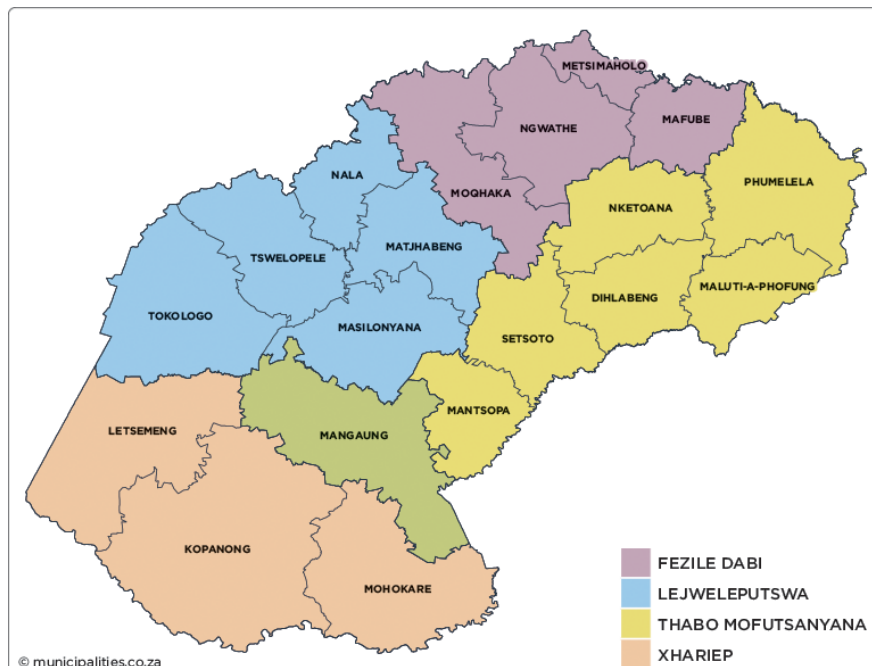 METSIMAHOLO
NGWATHE
MAFUBE
NALA
MOQHAKA
PHUMELELA
NKETOANA
MATJHABENG
TSWELOPELE
MALUTI-A-PHOFUNG
DIHLABENG
TOKOLOGO
MASILONYANA
SETSOTO
MANTSOPA
LETSEMENG
MANGAUNG
KOPANONG
MOHOKARE
FEZILE DABI
LEJWELEPUTSWA
THABO MOFUTSANYANA
XHARIEP
© municipalities.co.za